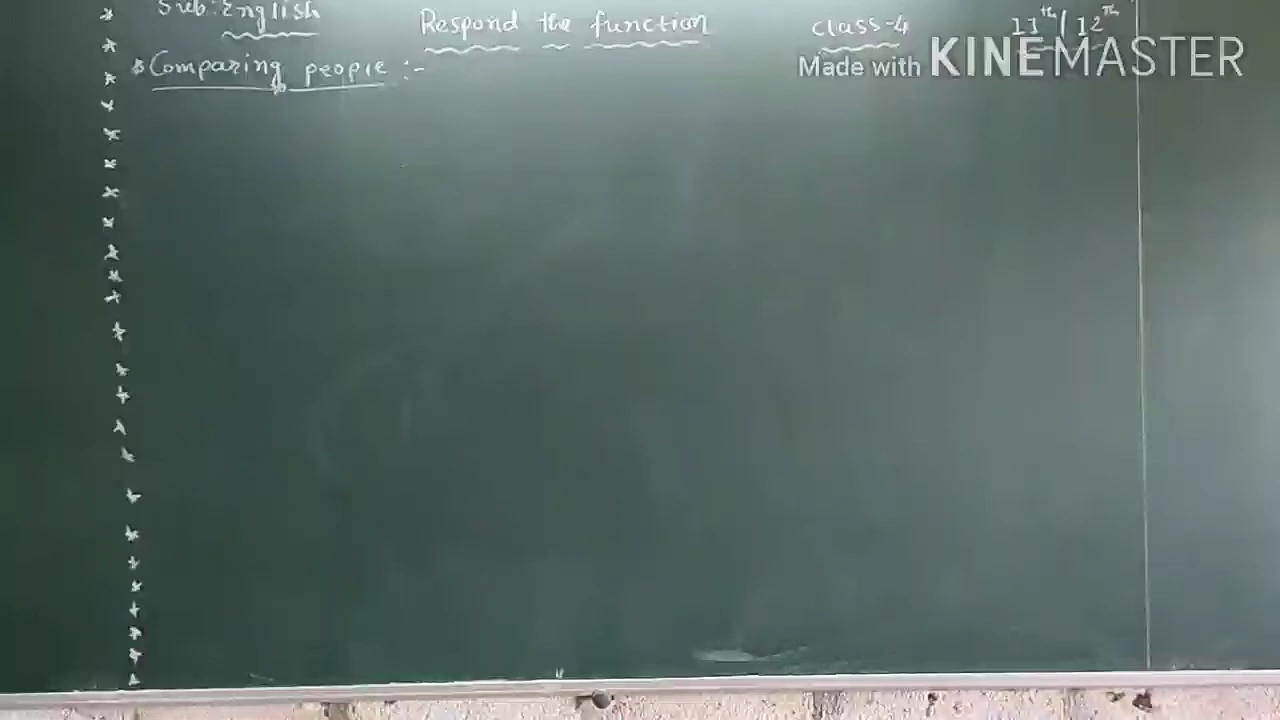 Sub: English Respond the function class-4 11th/12th
Made with KINEMASTER
* Comparing people :-